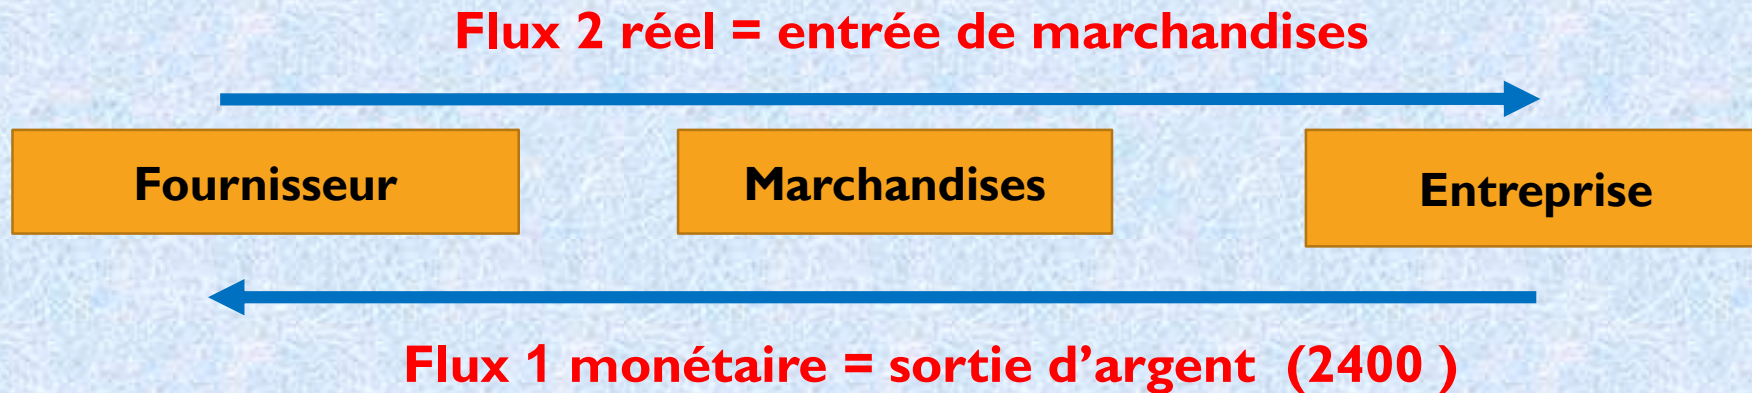 Flux 2 réel = entrée de marchandises
Fournisseur
Marchandises
Entreprise
Flux 1 monétaire = sortie d’argent (2400 )